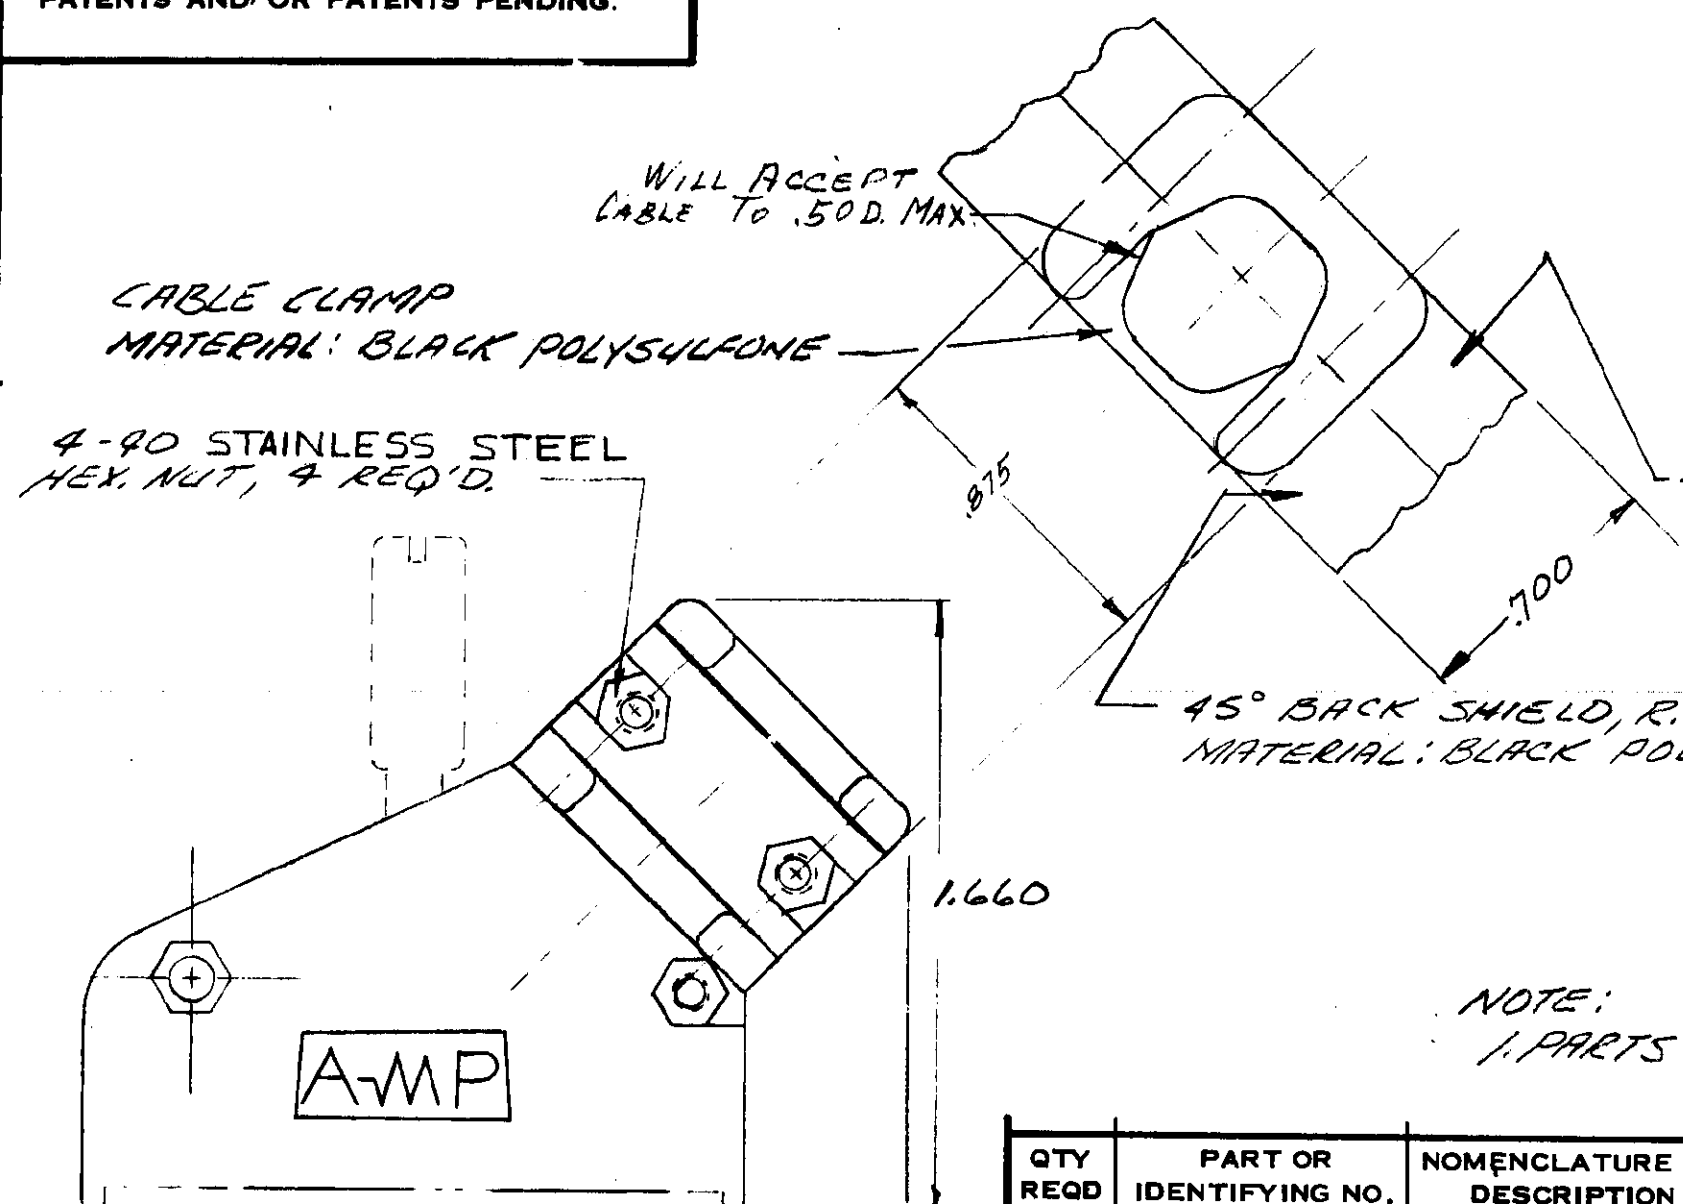 PATENTS AND/OR PATENTS PENDING.
WILL ACCEPT
CABLE TO .50 D. MAX.
CABLE CLAMP
MATERIAL: BLACK POLYSULFONE
4-40 STAINLESS STEEL
HEX. NUT, 4 REQ'D.
.875
.700
45° BACK SHIELD, R.
MATERIAL: BLACK POL
1.660
AMP
NOTE:
1. PARTS
QTY
REQD
PART OR
IDENTIFYING NO.
NOMENCLATURE
DESCRIPTION